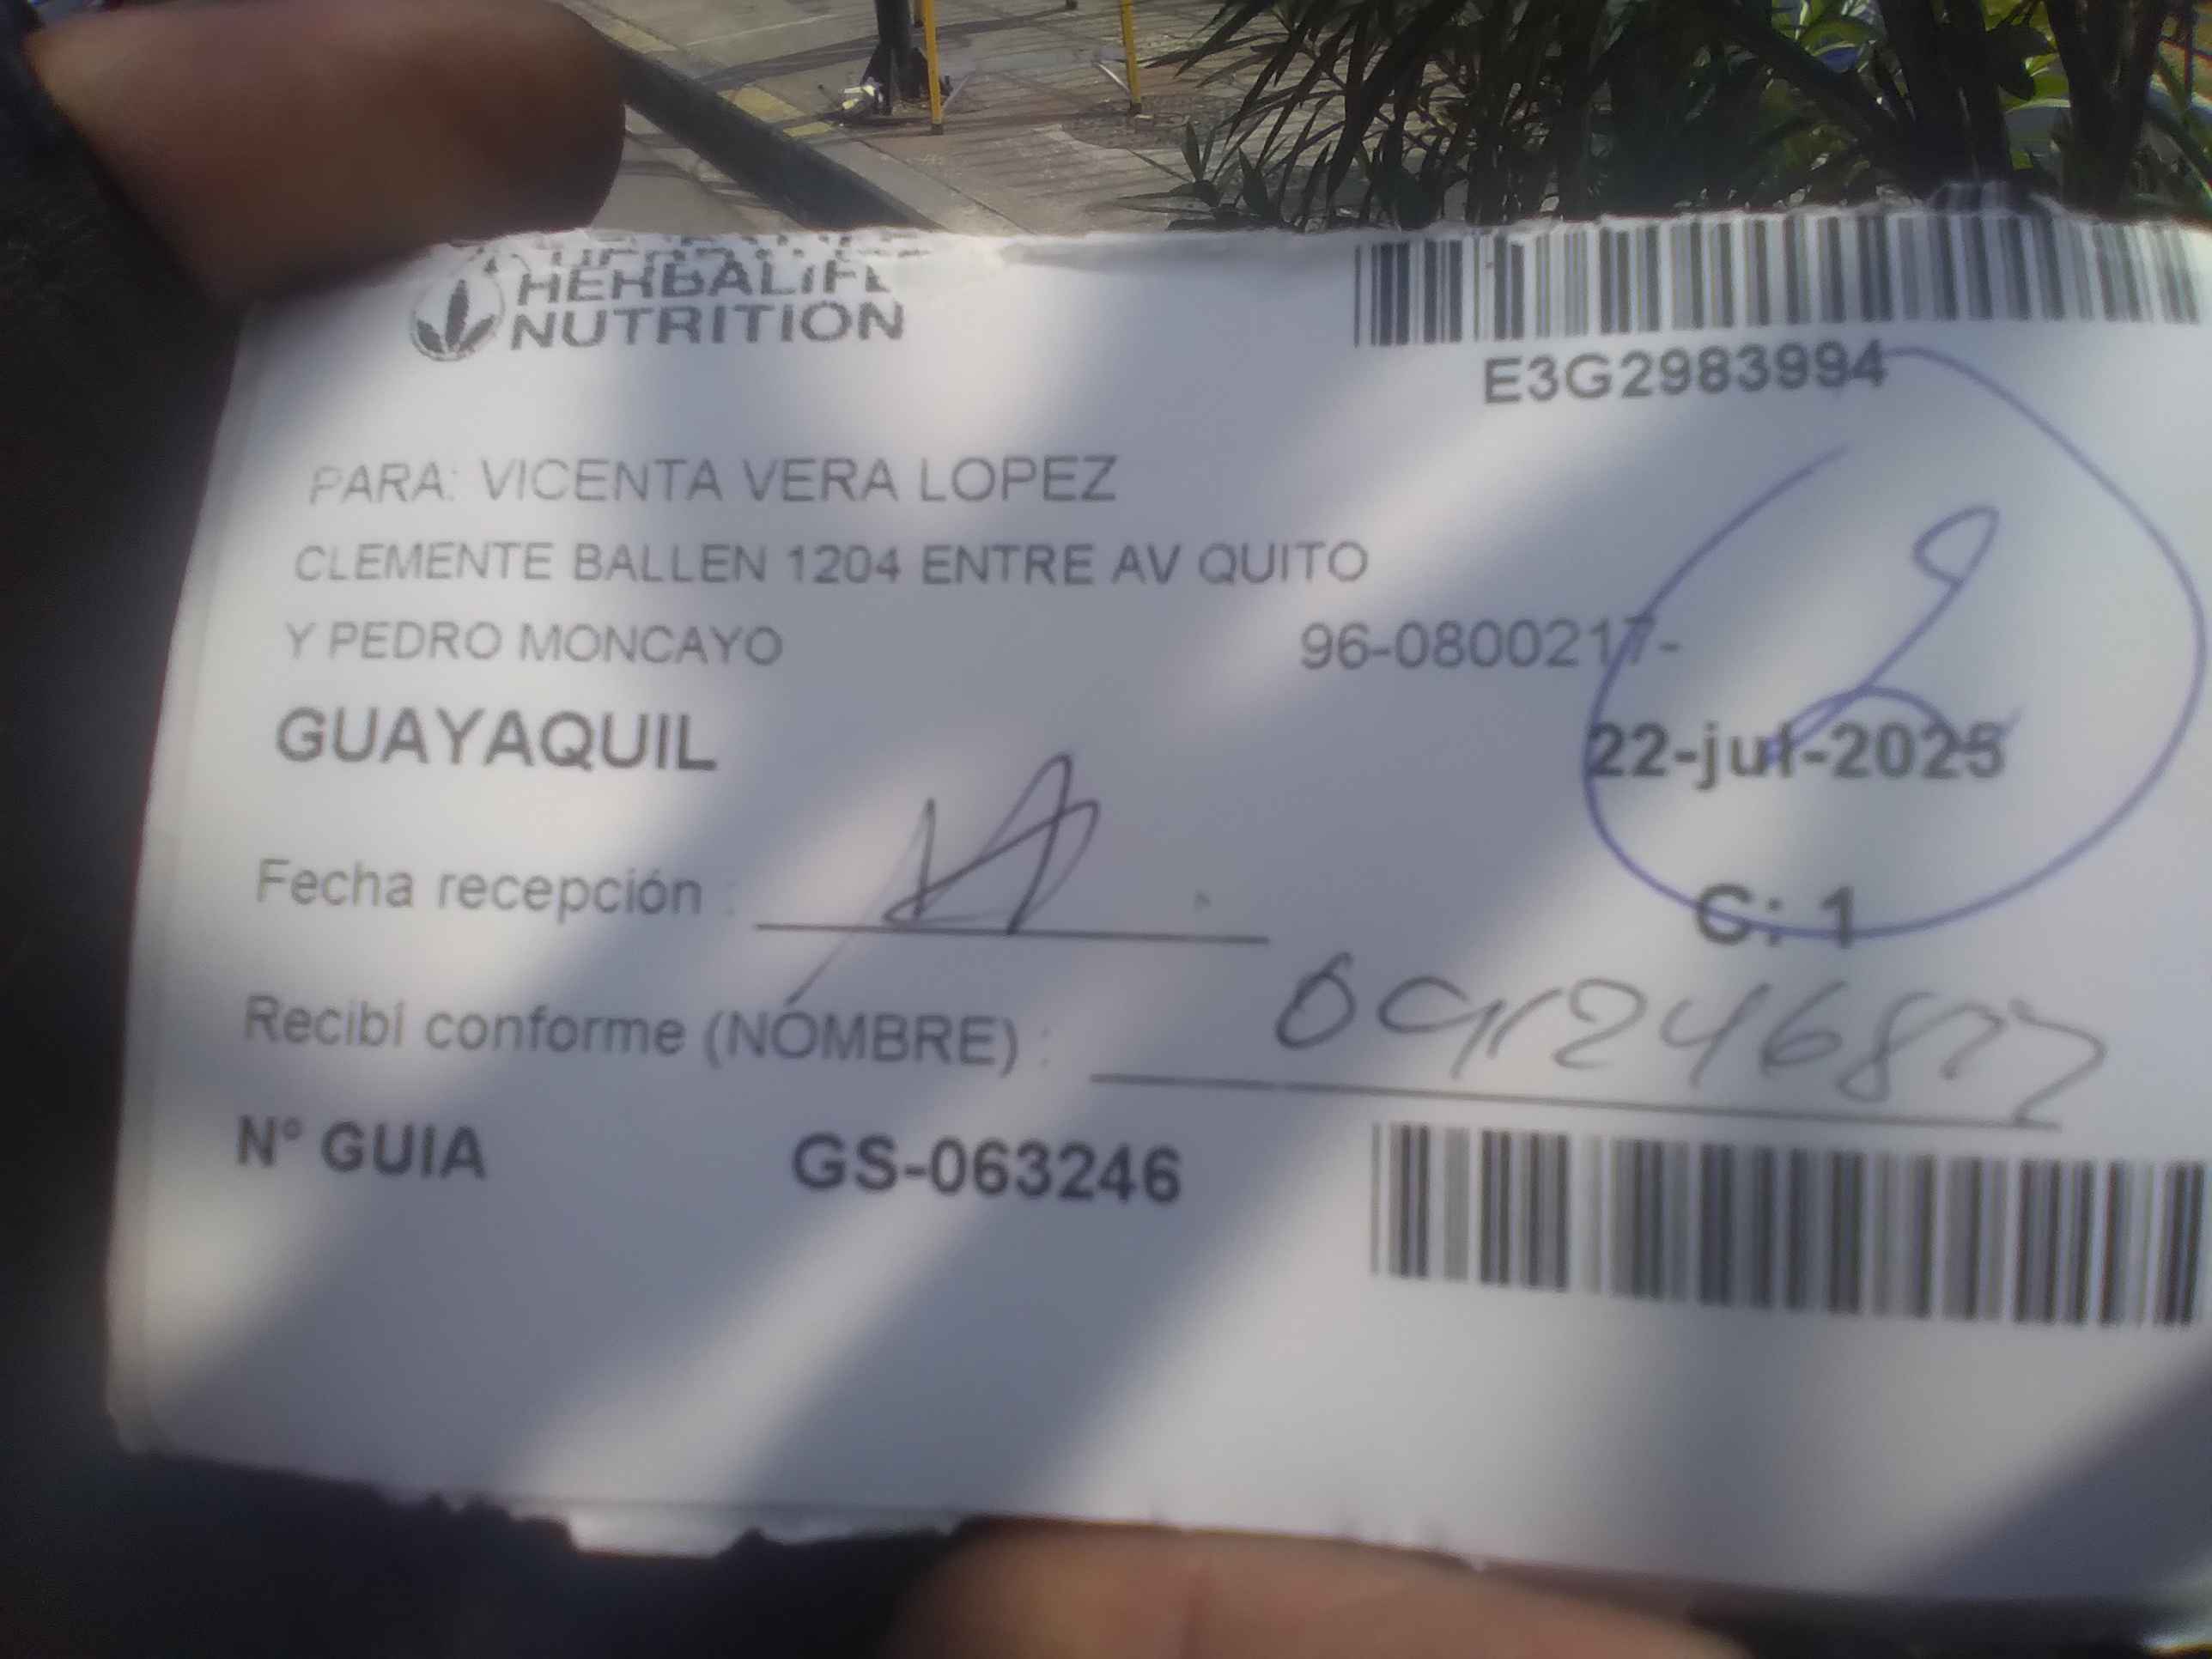 HERBALIFE
NUTRITION
E3G2983994
PARA: VICENTA VERA LOPEZ
CLEMENTE BALLEN 1204 ENTRE AV QUITO
Y PEDRO MONCAYO
96-0800217-
2
GUAYAQUIL
22-jul-2025
Fecha recepción :
C: 1
Recibí conforme (NOMBRE) :
N° GUIA
GS-063246